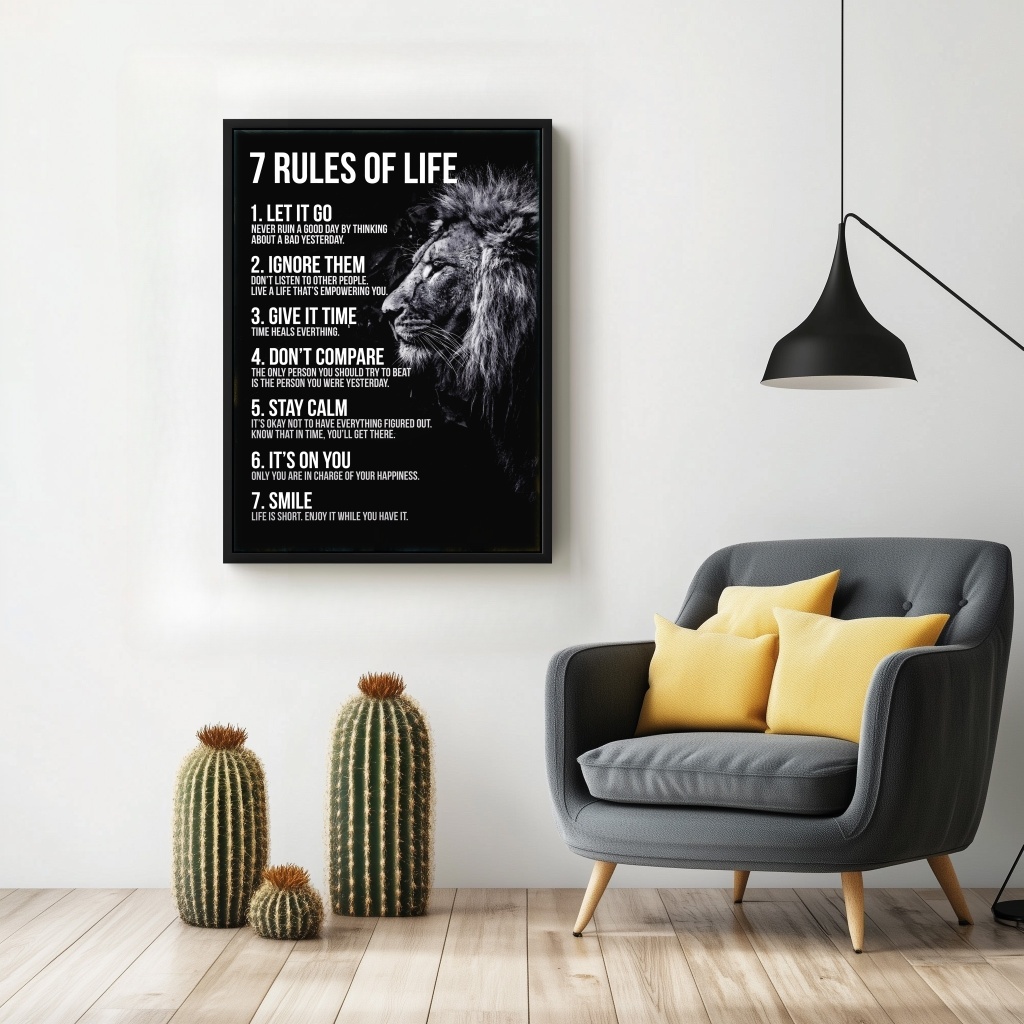 7 RULES OF LIFE
1. LET IT GO
NEVER RUIN A GOOD DAY BY THINKING
ABOUT A BAD YESTERDAY.
2. IGNORE THEM
DON'T LISTEN TO OTHER PEOPLE.
LIVE A LIFE THAT'S EMPOWERING YOU.
3. GIVE IT TIME
TIME HEALS EVERTHING.
4. DON'T COMPARE
THE ONLY PERSON YOU SHOULD TRY TO BEAT
IS THE PERSON YOU WERE YESTERDAY.
5. STAY CALM
IT'S OKAY NOT TO HAVE EVERYTHING FIGURED OUT.
KNOW THAT IN TIME, YOU'LL GET THERE.
6. IT'S ON YOU
ONLY YOU ARE IN CHARGE OF YOUR HAPPINESS.
7. SMILE
LIFE IS SHORT. ENJOY IT WHILE YOU HAVE IT.